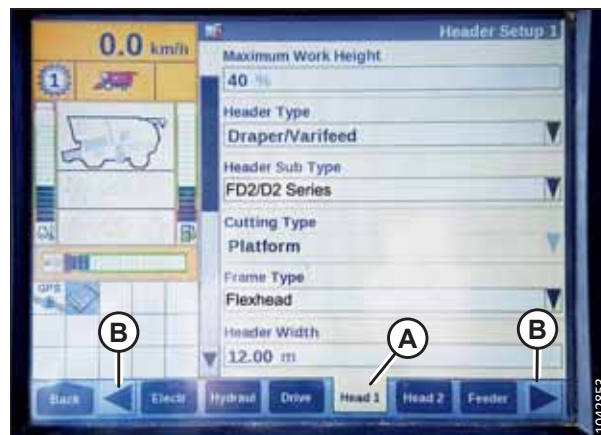 0.0 km/h
Header Setup 1
Maximum Work Height
40 %
1
Header Type
Draper/Varifeed
Header Sub Type
FD2/D2 Series
Cutting Type
Platform
Frame Type
Flexhead
GPS
Header Width
12.00 m
B
A
B
Back
Electr
Hydraul
Drive
Head 1
Head 2
Feeder
1042852